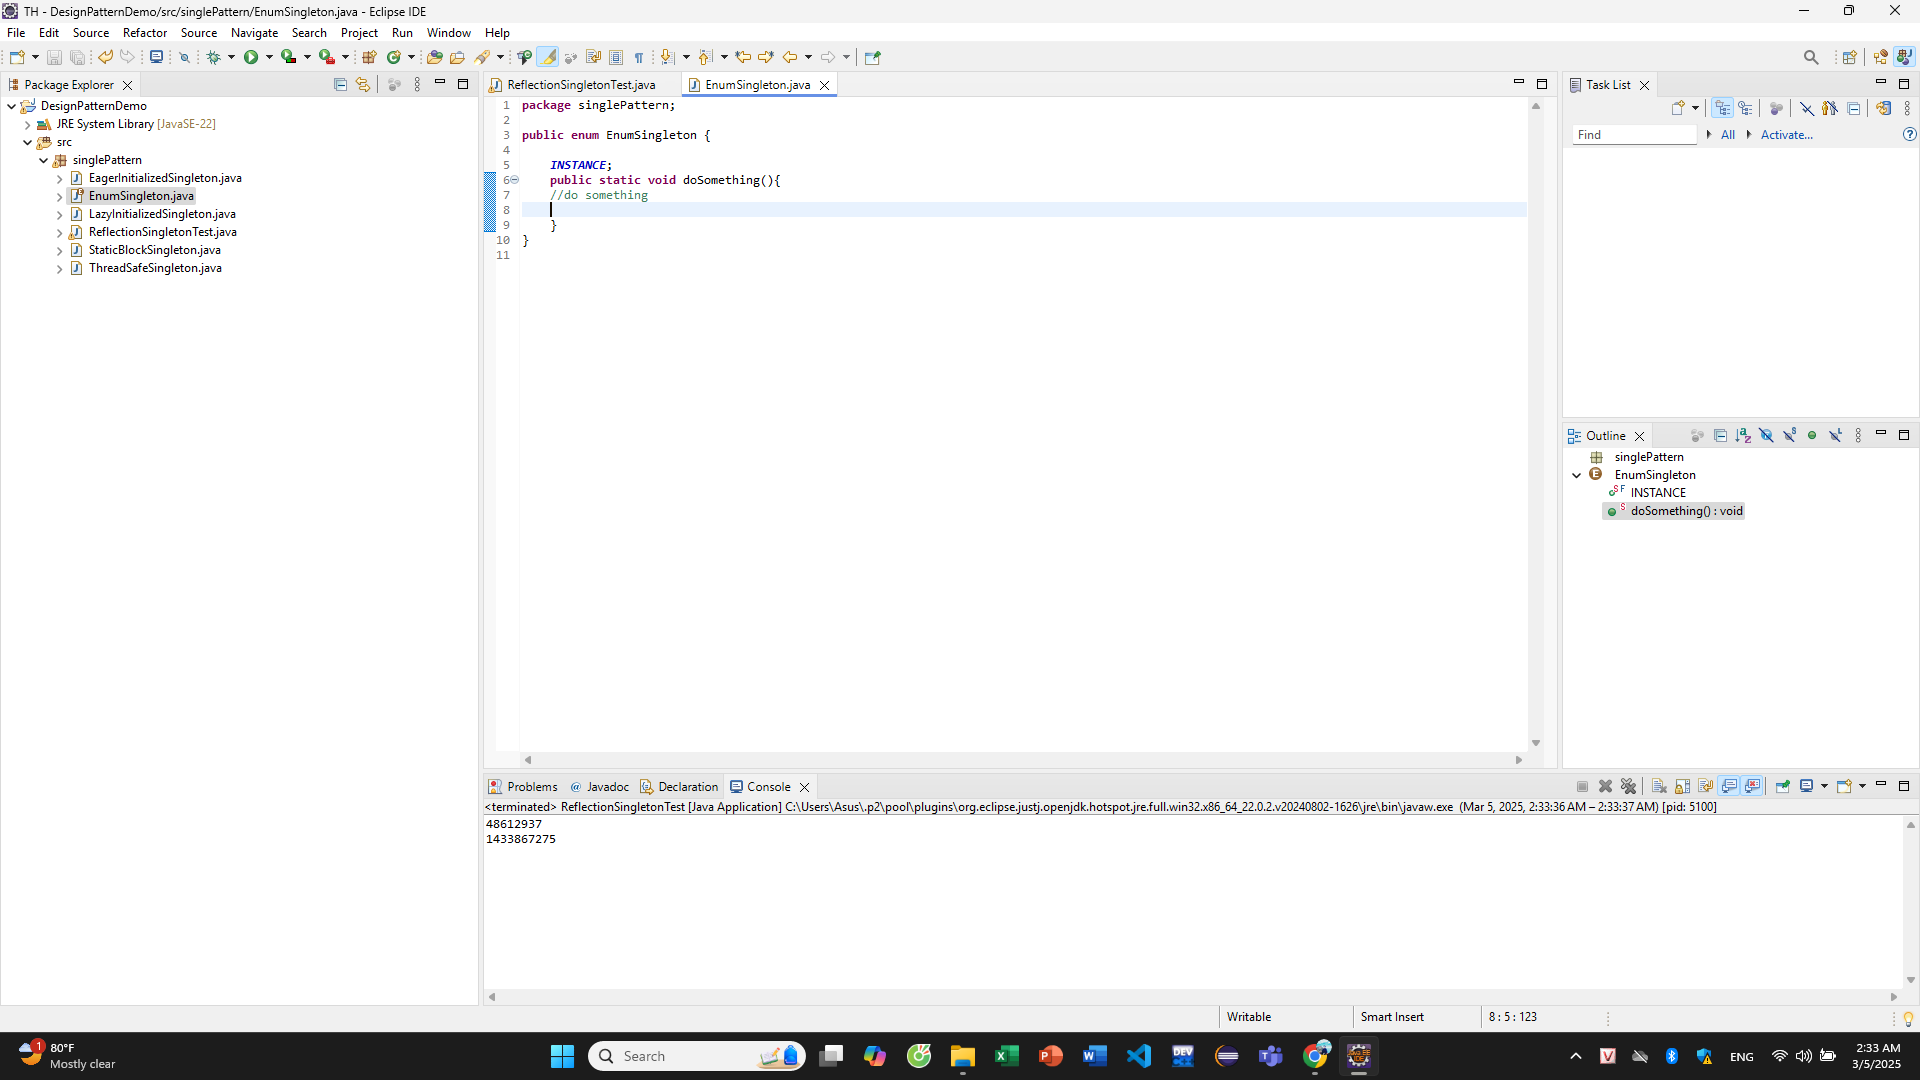 TH - DesignPatternDemo/src/singlePattern/EnumSingleton.java - Eclipse IDE
File Edit Source Refactor Source Navigate Search Project Run Window Help
Package Explorer
DesignPatternDemo
JRE System Library [JavaSE-22]
src
singlePattern
EagerInitializedSingleton.java
EnumSingleton.java
LazyInitializedSingleton.java
ReflectionSingletonTest.java
StaticBlockSingleton.java
ThreadSafeSingleton.java
ReflectionSingletonTest.java EnumSingleton.java
1 package singlePattern;
2
3 public enum EnumSingleton {
4
5 INSTANCE;
6 public static void doSomething(){
7 //do something
8
9 }
10 }
11
Task List
Find All Activate...
Outline
singlePattern
EnumSingleton
INSTANCE
doSomething() : void
Problems Javadoc Declaration Console
<terminated> ReflectionSingletonTest [Java Application] C:\Users\Asus\.p2\pool\plugins\org.eclipse.justj.openjdk.hotspot.jre.full.win32.x86_64_22.0.2.v20240802-1626\jre\bin\javaw.exe (Mar 5, 2025, 2:33:36 AM – 2:33:37 AM) [pid: 5100]
48612937
1433867275
Writable Smart Insert 8 : 5 : 123
1
80°F
Mostly clear
Search
DEV
C++
V
ENG
2:33 AM
3/5/2025